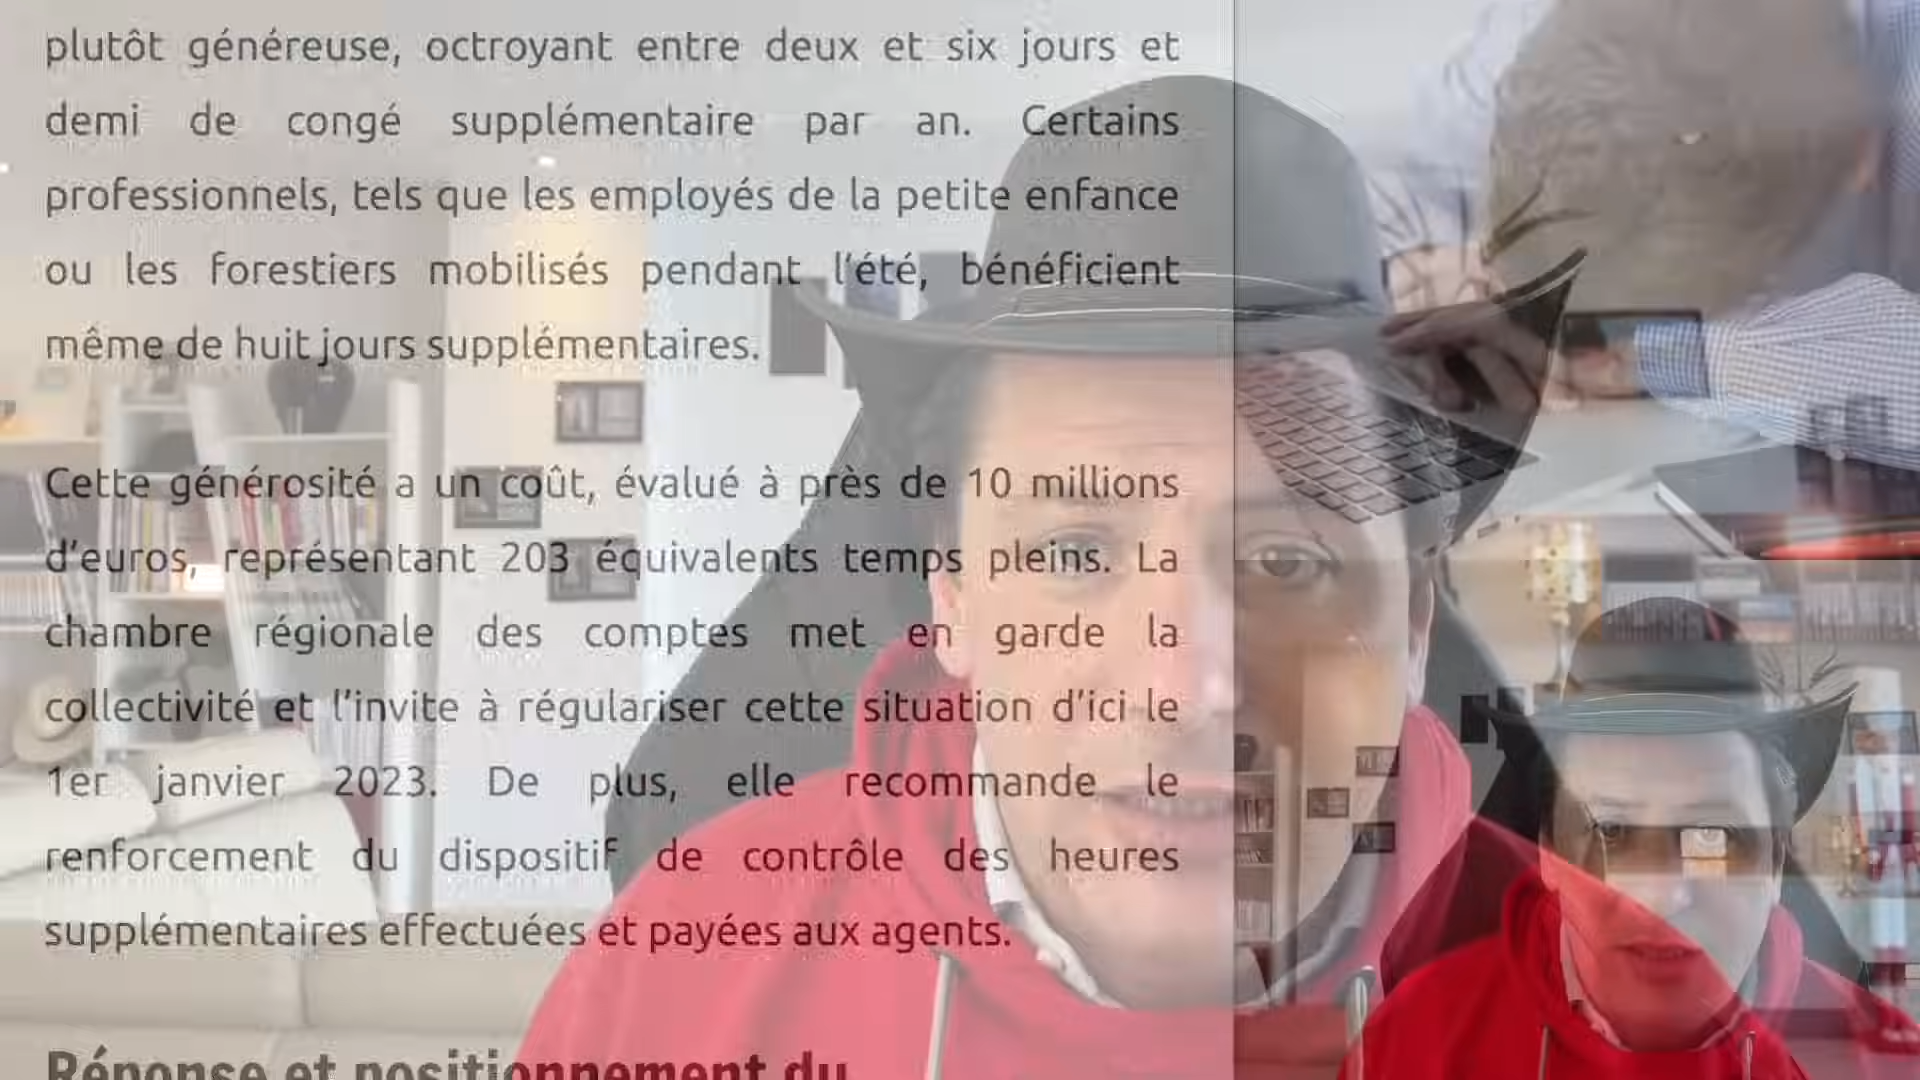 plutôt généreuse, octroyant entre deux et six jours et
demi de congé supplémentaire par an. Certains
professionnels, tels que les employés de la petite enfance
ou les forestiers mobilisés pendant l'été, bénéficient
même de huit jours supplémentaires.
Cette générosité a un coût, évalué à près de 10 millions
d'euros, représentant 203 équivalents temps pleins. La
chambre régionale des comptes met en garde la
collectivité et l'invite à régulariser cette situation d'ici le
1er janvier 2023. De plus, elle recommande le
renforcement du dispositif de contrôle des heures
supplémentaires effectuées et payées aux agents.
Réponse et positionnement du